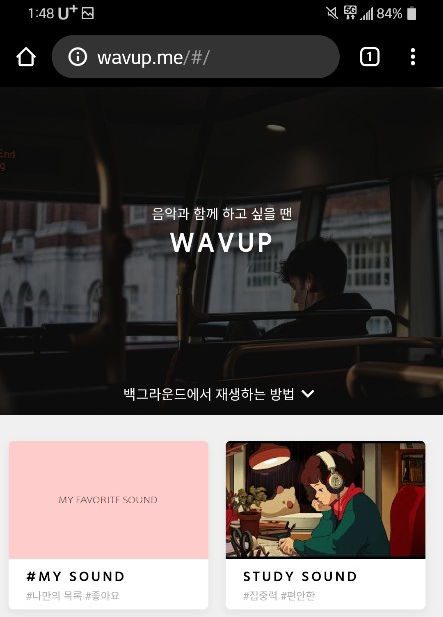 1:48 U+ 5G 84%
wavup.me/#/ 1
End
음악과 함께 하고 싶을 땐
WAVUP
백그라운드에서 재생하는 방법
MY FAVORITE SOUND
#MY SOUND
#나만의 목록 #좋아요
STUDY SOUND
#집중력 #편안한